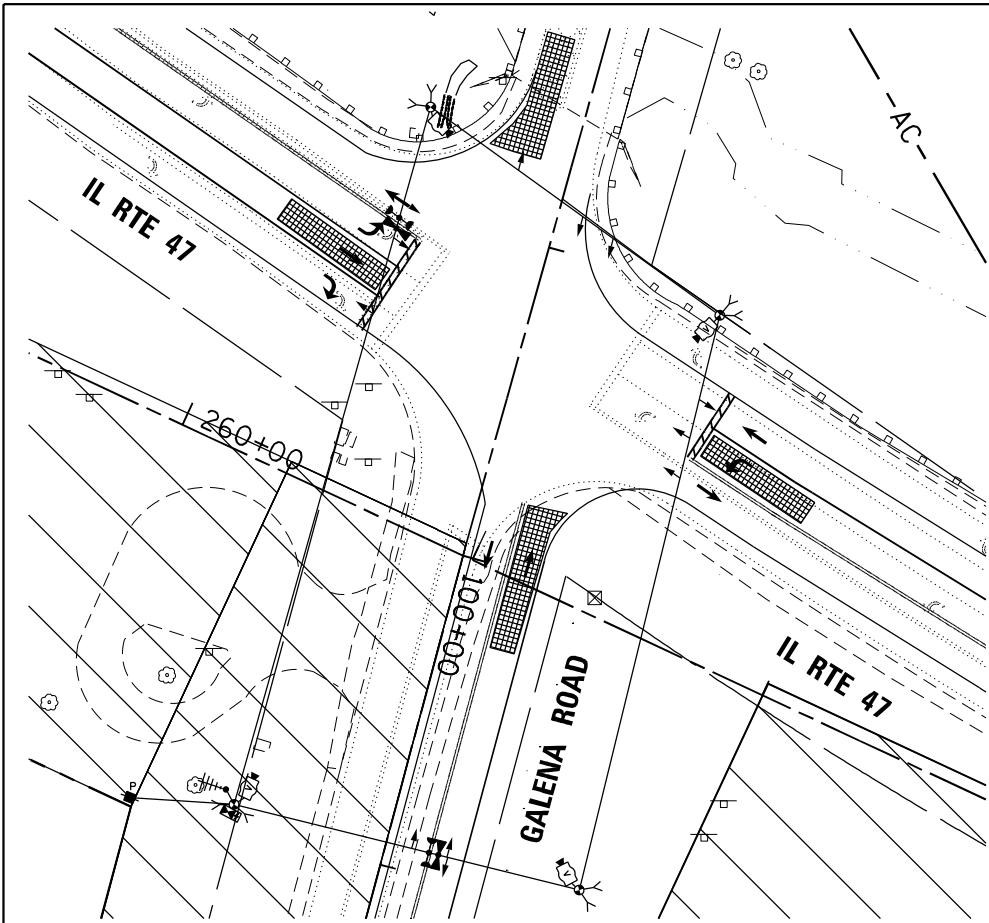 AC
IL RTE 47
260+00
100+00
IL RTE 47
GALENA ROAD
V
V
V
P